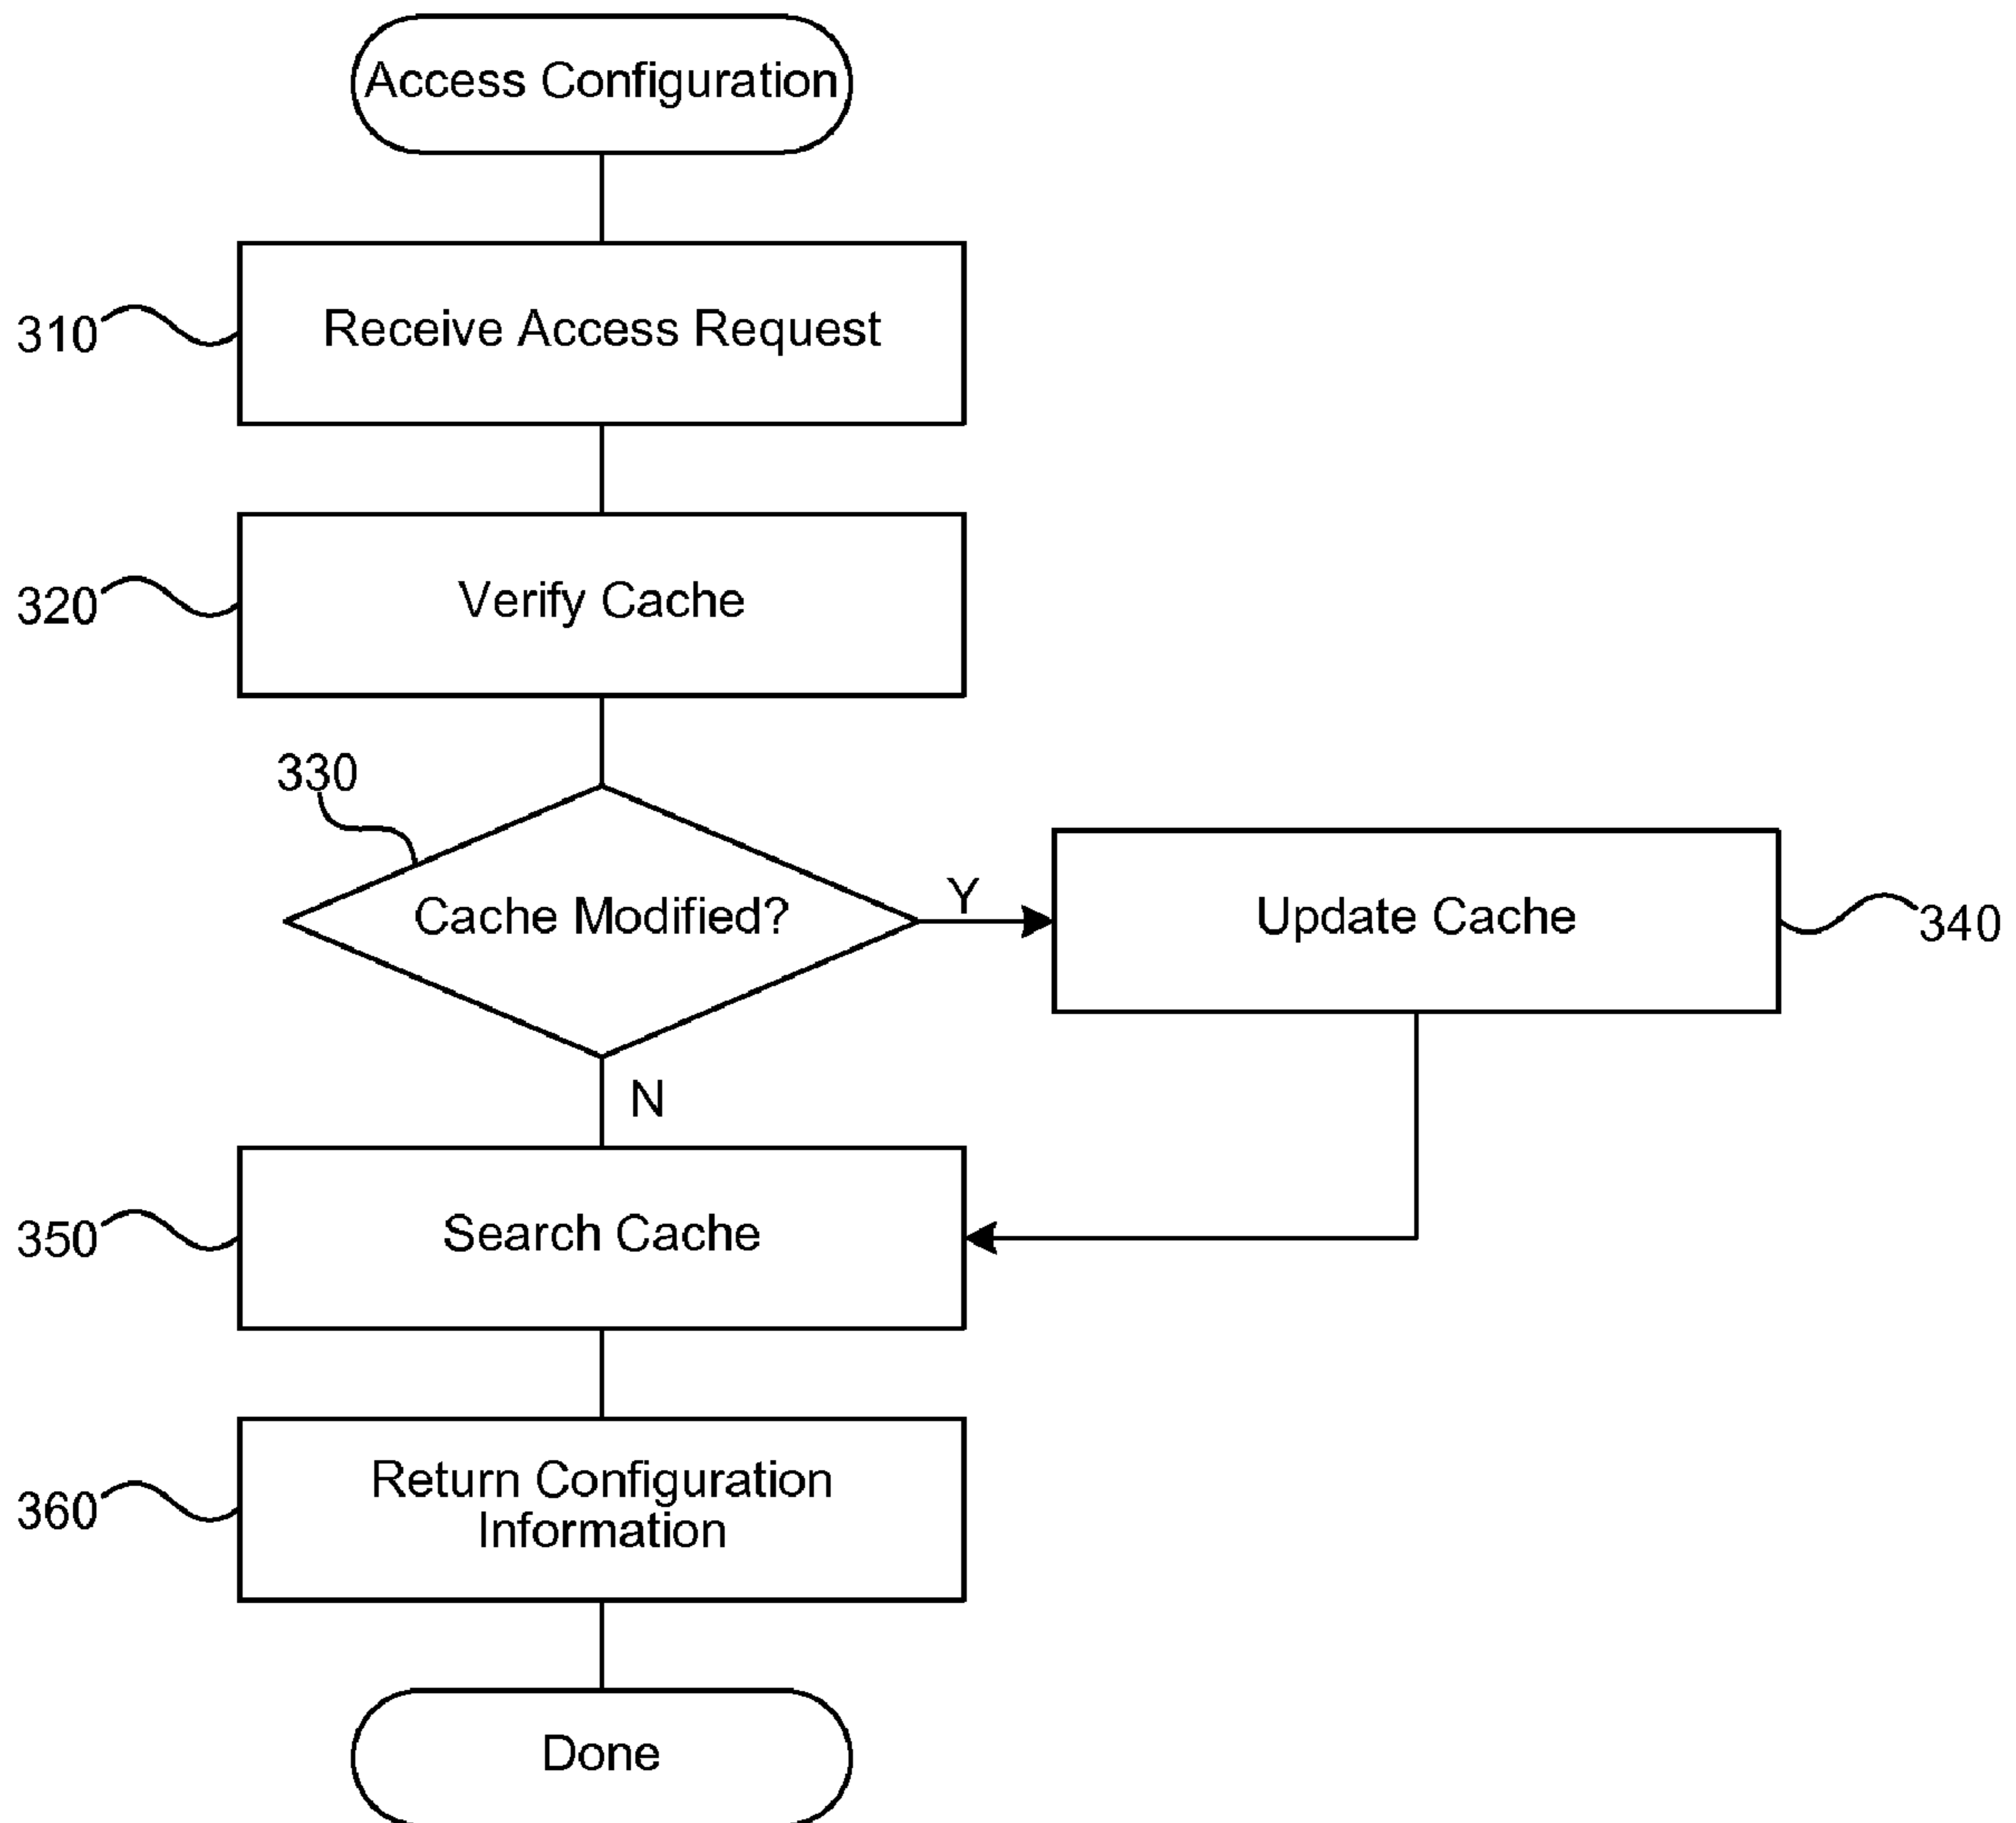 Access Configuration
310
Receive Access Request
320
Verify Cache
330
Cache Modified?
Y
Update Cache
340
N
350
Search Cache
360
Return Configuration
Information
Done